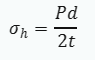 σₕ = Pd / 2t